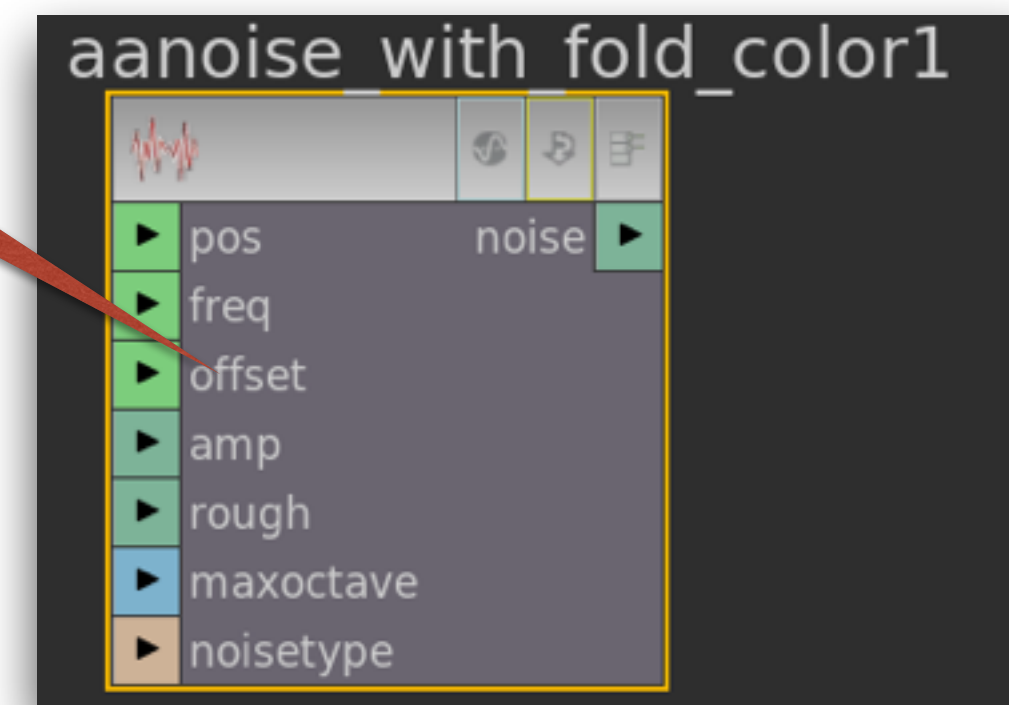 aanoise_with_fold_color1
pos noise
freq
offset
amp
rough
maxoctave
noisetype